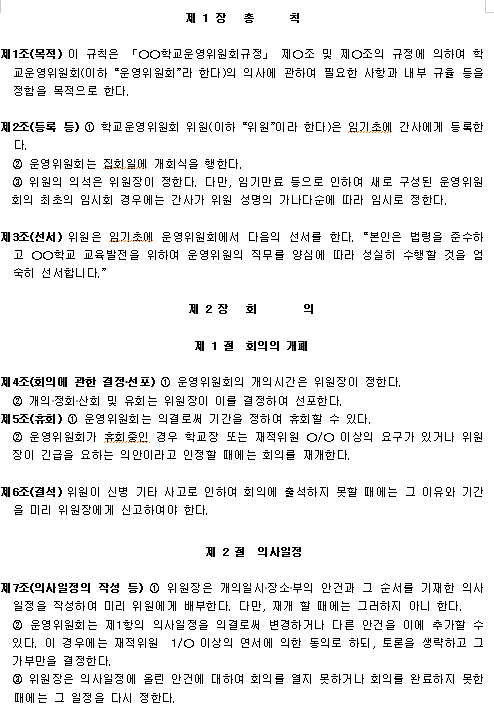 제 1 장 총 칙
제1조(목적) 이 규칙은 「○○학교운영위원회규정」 제○조 및 제○조의 규정에 의하여 학
교운영위원회(이하 “운영위원회”라 한다)의 의사에 관하여 필요한 사항과 내부 규율 등을
정함을 목적으로 한다.
제2조(등록 등) ① 학교운영위원회 위원(이하 “위원”이라 한다)은 임기초에 간사에게 등록한
다.
② 운영위원회는 집회일에 개회식을 행한다.
③ 위원의 의석은 위원장이 정한다. 다만, 임기만료 등으로 인하여 새로 구성된 운영위원
회의 최초의 임시회 경우에는 간사가 위원 성명의 가나다순에 따라 임시로 정한다.
제3조(선서) 위원은 임기초에 운영위원회에서 다음의 선서를 한다. “본인은 법령을 준수하
고 ○○학교 교육발전을 위하여 운영위원의 직무를 양심에 따라 성실히 수행할 것을 엄
숙히 선서합니다.”
제 2 장 회 의
제 1 절 회의의 개폐
제4조(회의에 관한 결정·선포) ① 운영위원회의 개의시간은 위원장이 정한다.
② 개의·정회·산회 및 유회는 위원장이 이를 결정하여 선포한다.
제5조(휴회) ① 운영위원회는 의결로써 기간을 정하여 휴회할 수 있다.
② 운영위원회가 휴회중인 경우 학교장 또는 재적위원 ○/○ 이상의 요구가 있거나 위원
장이 긴급을 요하는 의안이라고 인정할 때에는 회의를 재개한다.
제6조(결석) 위원이 신병 기타 사고로 인하여 회의에 출석하지 못할 때에는 그 이유와 기간
을 미리 위원장에게 신고하여야 한다.
제 2 절 의사일정
제7조(의사일정의 작성 등) ① 위원장은 개의일시·장소·부의 안건과 그 순서를 기재한 의사
일정을 작성하여 미리 위원에게 배부한다. 다만, 재개 할 때에는 그러하지 아니 한다.
② 운영위원회는 제1항의 의사일정을 의결로써 변경하거나 다른 안건을 이에 추가할 수
있다. 이 경우에는 재적위원 1/○ 이상의 연서에 의한 동의로 하되, 토론을 생략하고 그
가부만을 결정한다.
③ 위원장은 의사일정에 올린 안건에 대하여 회의를 열지 못하거나 회의를 완료하지 못한
때에는 그 일정을 다시 정한다.